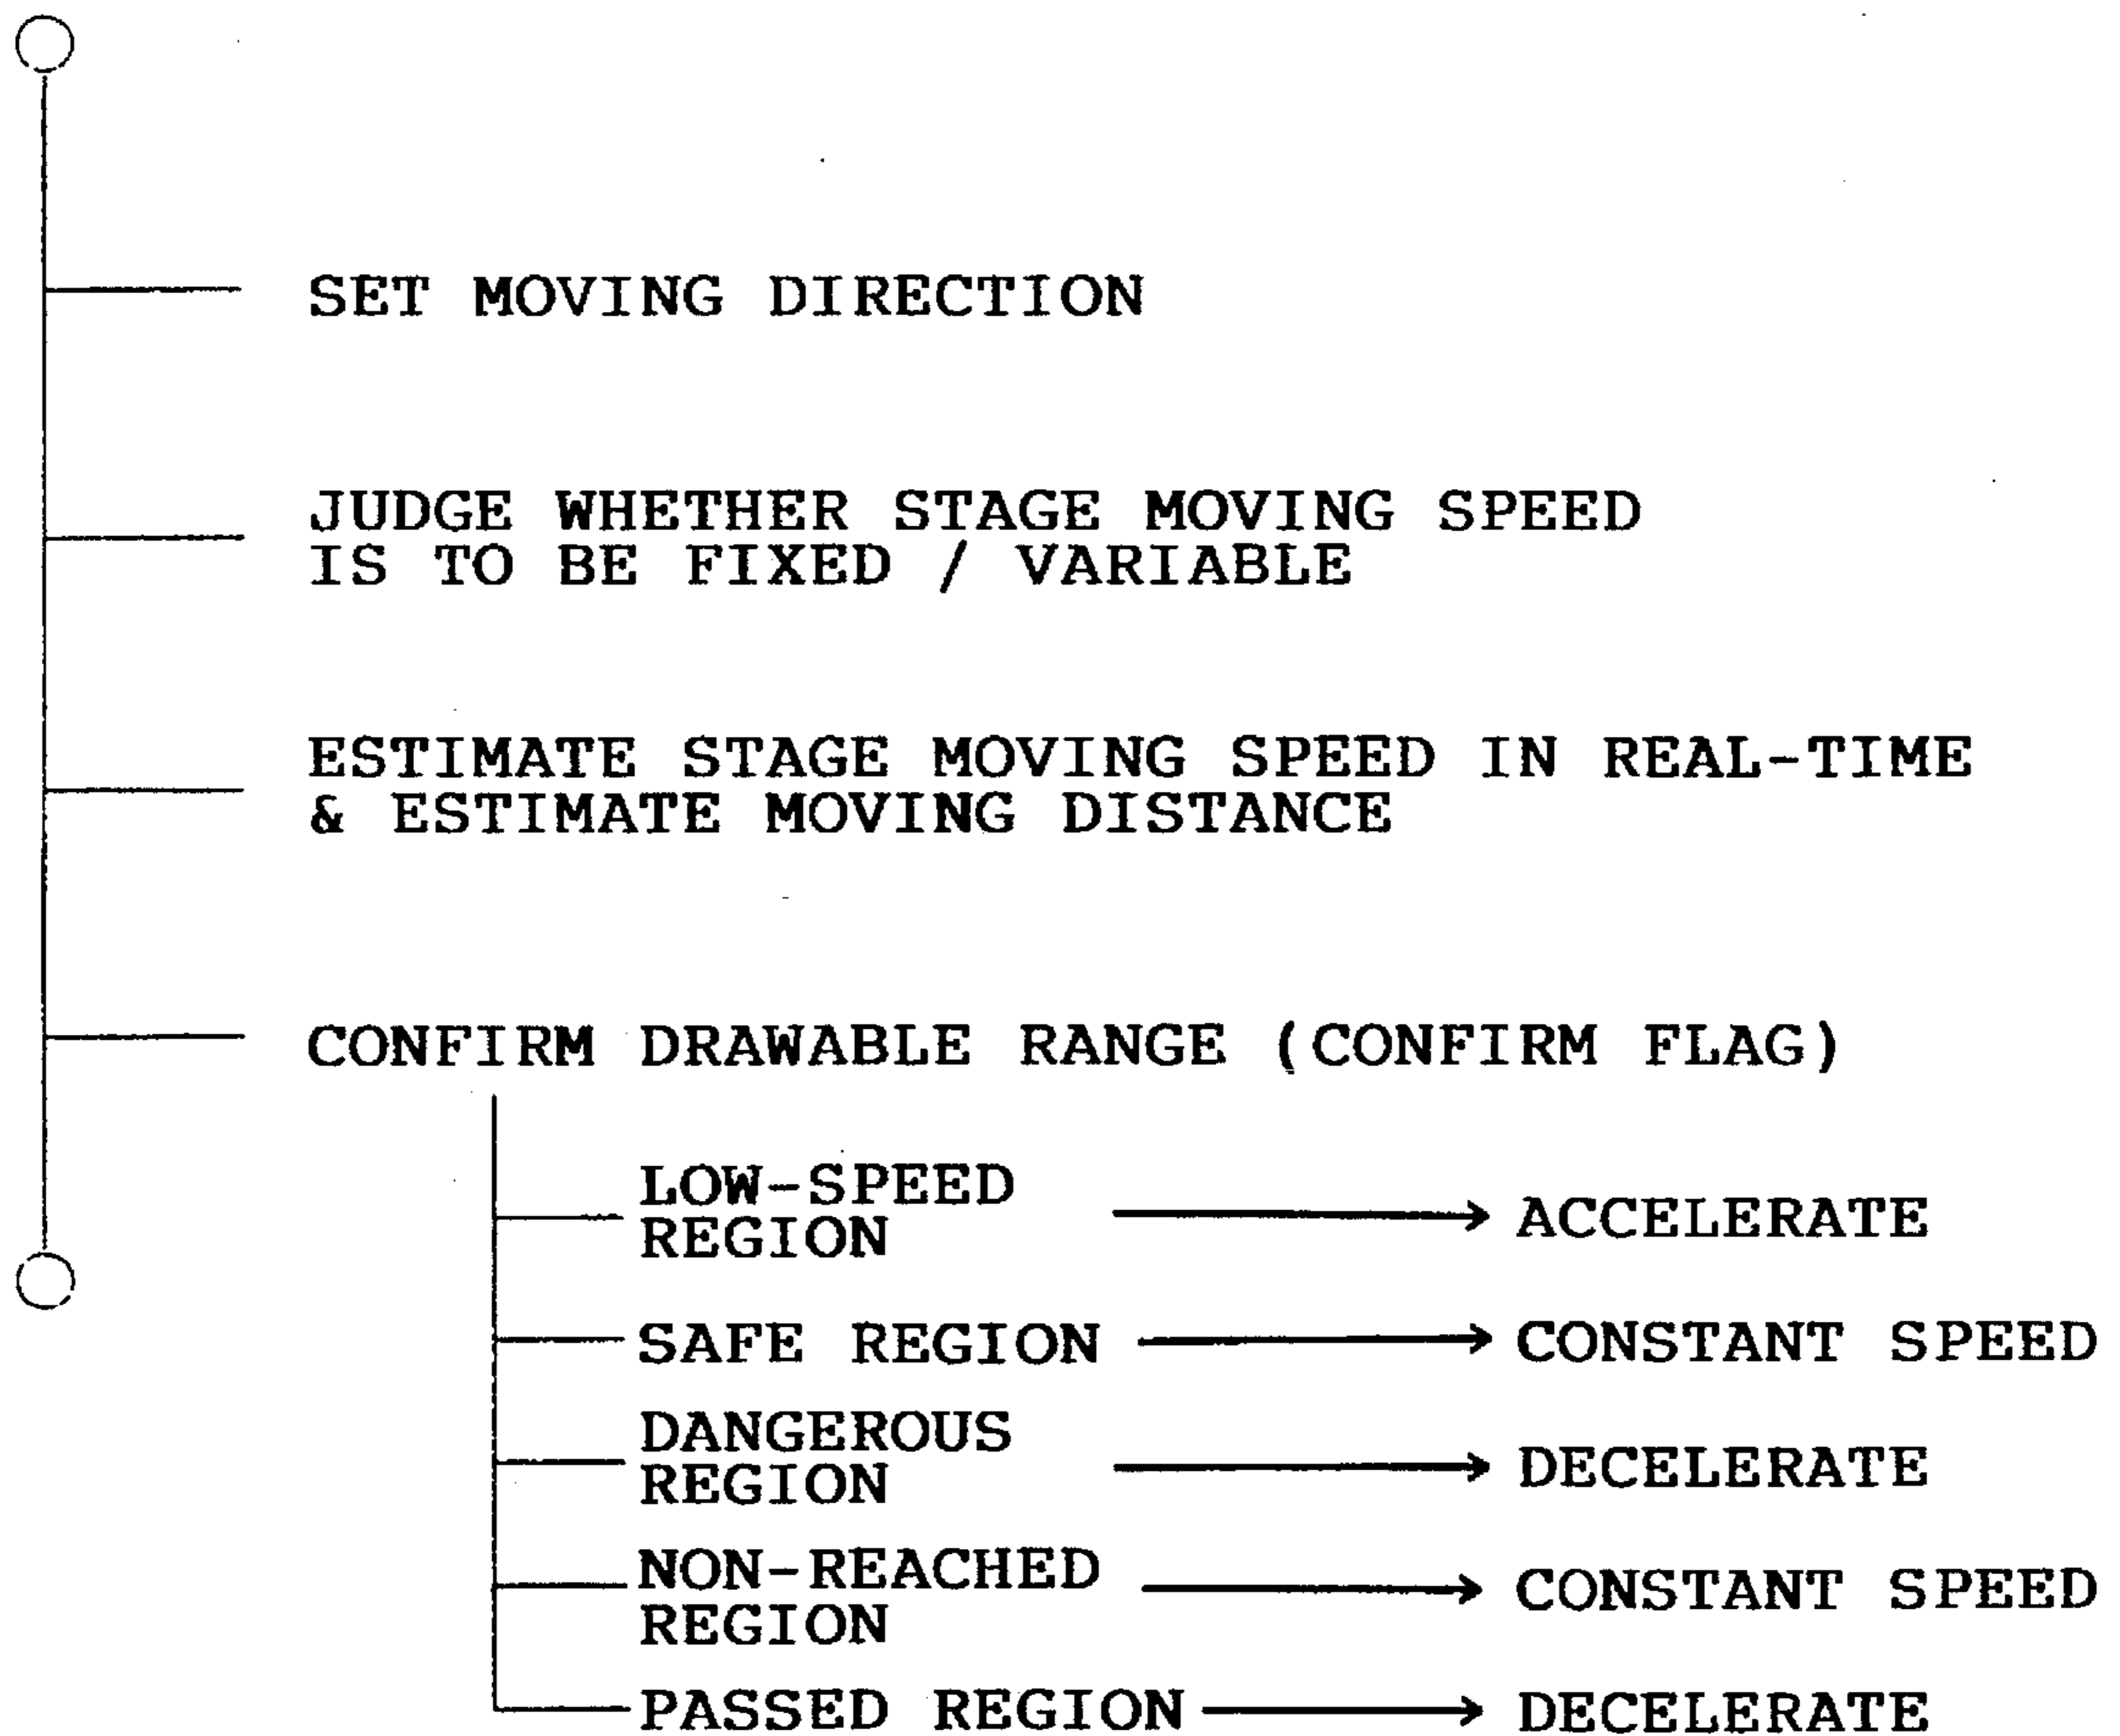 SET MOVING DIRECTION
JUDGE WHETHER STAGE MOVING SPEED
IS TO BE FIXED / VARIABLE
ESTIMATE STAGE MOVING SPEED IN REAL-TIME
& ESTIMATE MOVING DISTANCE
CONFIRM DRAWABLE RANGE (CONFIRM FLAG)
LOW-SPEED
REGION
ACCELERATE
SAFE REGION
CONSTANT SPEED
DANGEROUS
REGION
DECELERATE
NON-REACHED
REGION
CONSTANT SPEED
PASSED REGION
DECELERATE